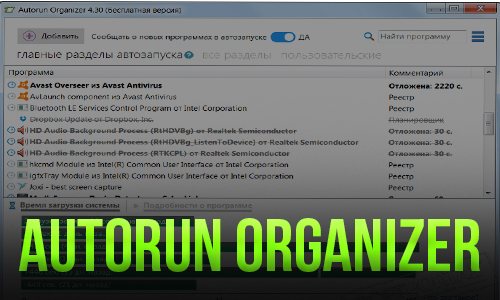 Autorun Organizer 4.30 (бесплатная версия)
Добавить Сообщать о новых программах в автозапуске ДА Найти программу
главные разделы автозапуска все разделы пользовательские
Программа Комментарий
Avast Overseer из Avast Antivirus Отложена: 2220 с.
AvLaunch component из Avast Antivirus Реестр
Bluetooth LE Services Control Program от Intel Corporation Реестр
Dropbox Update от Dropbox, Inc. Планировщик
HD Audio Background Process (RtHDVBg) от Realtek Semiconductor Отложена: 30 с.
HD Audio Background Process (RtHDVBg_ListenToDevice) от Realtek Semiconductor Отложена: 30 с.
HD Audio Background Process (RTKCPL) от Realtek Semiconductor Отложена: 30 с.
hkcmd Module из Intel(R) Common User Interface от Intel Corporation Реестр
igfxTray Module из Intel(R) Common User Interface от Intel Corporation Реестр
Joxi - best screen capture Реестр
Время загрузки системы Подробности о программе
AUTORUN ORGANIZER